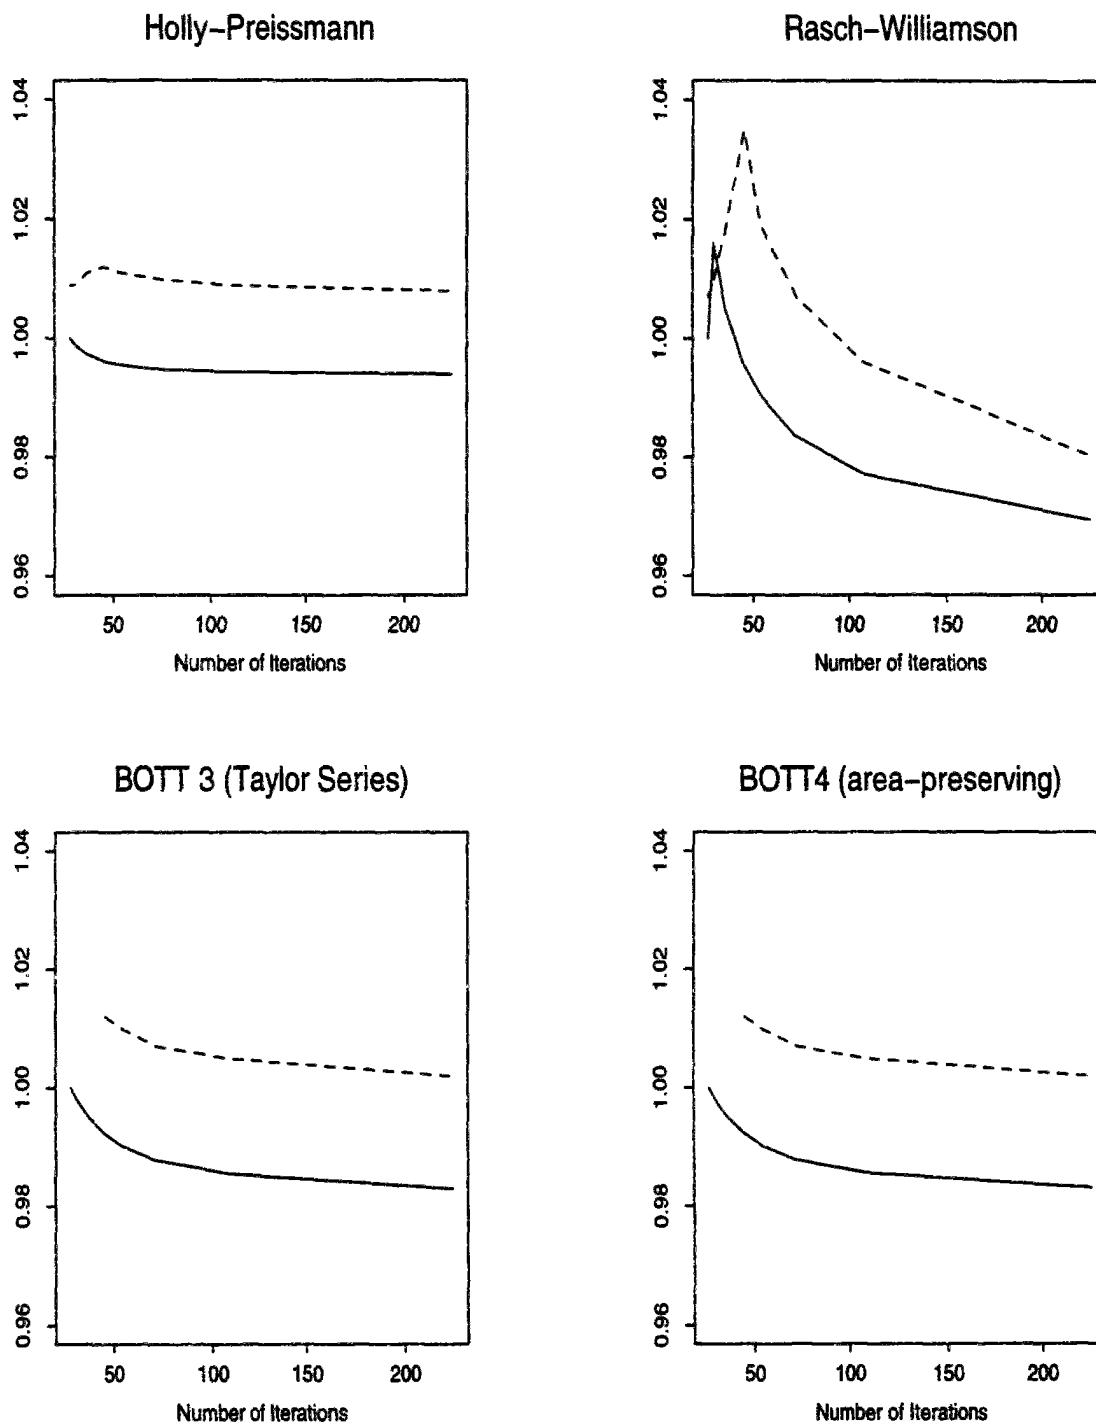 Holly-Preissmann
1.04
1.02
1.00
0.98
0.96
50 100 150 200
Number of Iterations
Rasch-Williamson
1.04
1.02
1.00
0.98
0.96
50 100 150 200
Number of Iterations
BOTT 3 (Taylor Series)
1.04
1.02
1.00
0.98
0.96
50 100 150 200
Number of Iterations
BOTT4 (area-preserving)
1.04
1.02
1.00
0.98
0.96
50 100 150 200
Number of Iterations